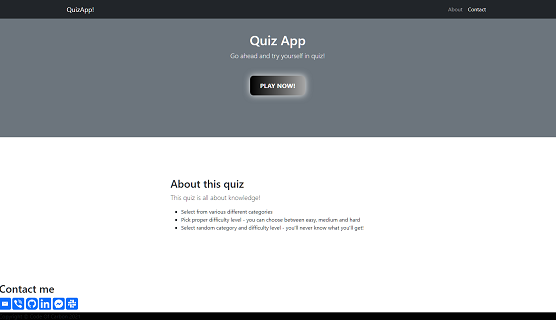 QuizApp!
About Contact
Quiz App
Go ahead and try yourself in quiz!
PLAY NOW!
About this quiz
This quiz is all about knowledge!
Select from various different categories
Pick proper difficulty level - you can choose between easy, medium and hard
Select random category and difficulty level - you'll never know what you'll get!
Contact me